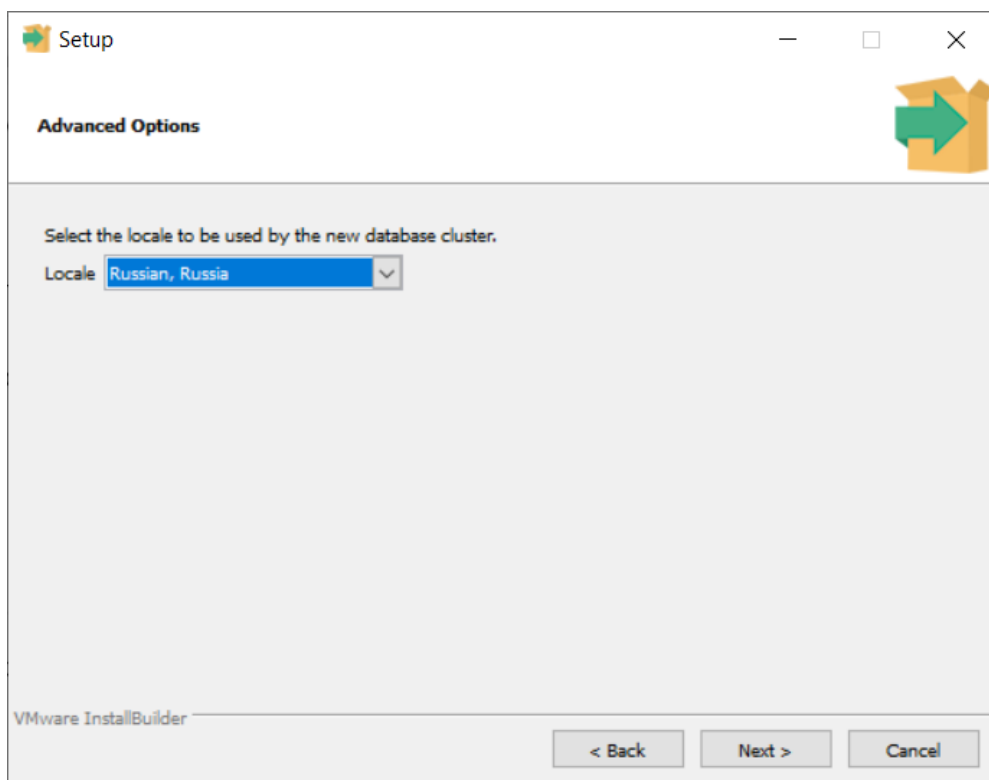 Setup
Advanced Options
Select the locale to be used by the new database cluster.
Locale Russian, Russia
VMware InstallBuilder
< Back Next > Cancel